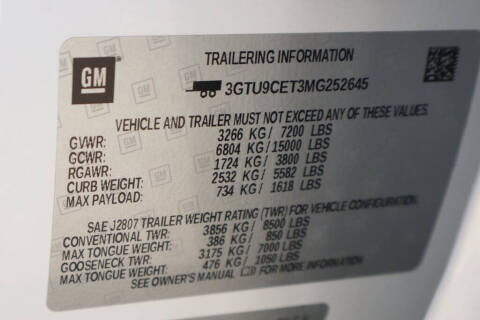 GM
TRAILERING INFORMATION
3GTU9CET3MG252645
VEHICLE AND TRAILER MUST NOT EXCEED ANY OF THESE VALUES.
GVWR: 3266 KG / 7200 LBS
GCWR: 6804 KG / 15000 LBS
RGAWR: 1724 KG / 3800 LBS
CURB WEIGHT: 2532 KG / 5582 LBS
MAX PAYLOAD: 734 KG / 1618 LBS
SAE J2807 TRAILER WEIGHT RATING (TWR) FOR VEHICLE CONFIGURATION.
CONVENTIONAL TWR: 3856 KG / 8500 LBS
MAX TONGUE WEIGHT: 386 KG / 850 LBS
GOOSENECK TWR: 3175 KG / 7000 LBS
MAX TONGUE WEIGHT: 476 KG / 1050 LBS
SEE OWNER'S MANUAL FOR MORE INFORMATION